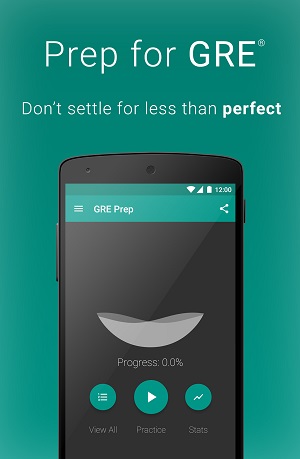 Prep for GRE®
Don't settle for less than perfect
12:00
GRE Prep
Progress: 0.0%
View All Practice Stats